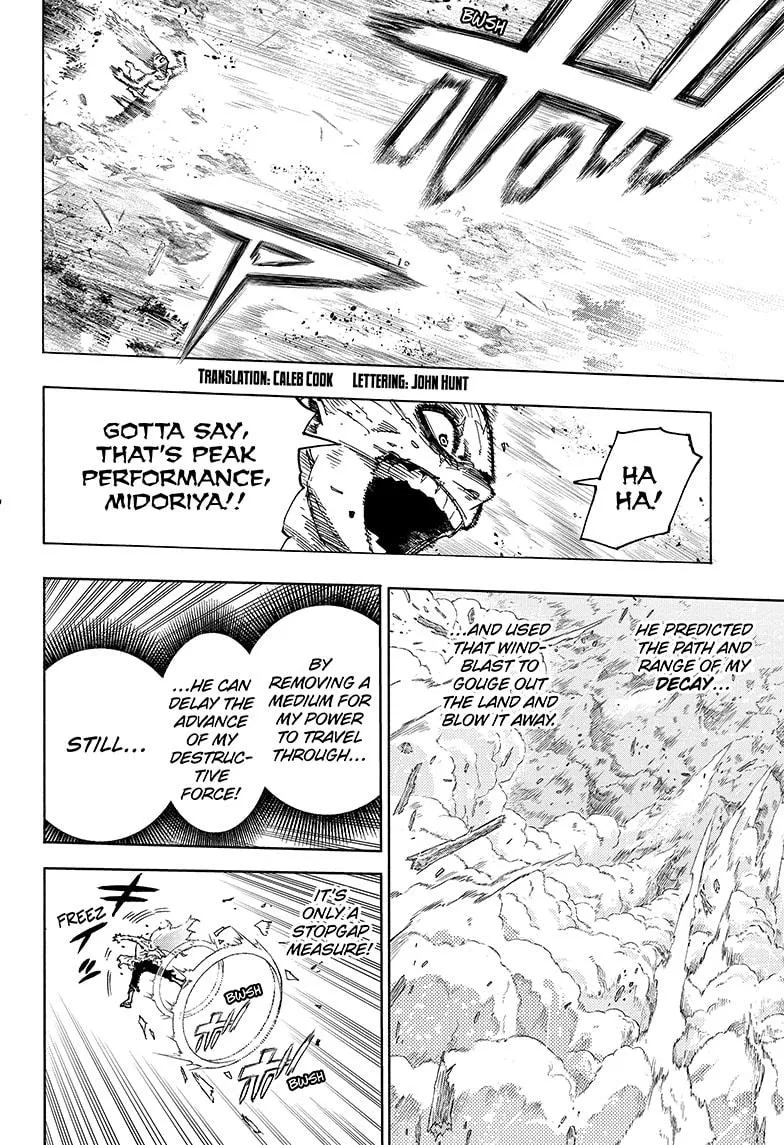 BWSH
TRANSLATION: CALEB COOK LETTERING: JOHN HUNT
HA
HA!
GOTTA SAY,
THAT'S PEAK
PERFORMANCE,
MIDORIYA!!
HE PREDICTED
THE PATH AND
RANGE OF MY
DECAY...
...AND USED
THAT WIND-
BLAST TO
GOUGE OUT
THE LAND AND
BLOW IT AWAY.
BY
REMOVING A
MEDIUM FOR
MY POWER
TO TRAVEL
THROUGH...
...HE CAN
DELAY THE
ADVANCE
OF MY
DESTRUC-
TIVE
FORCE!
STILL...
IT'S
ONLY A
STOPGAP
MEASURE!
FREEZ
BWSH
BWSH